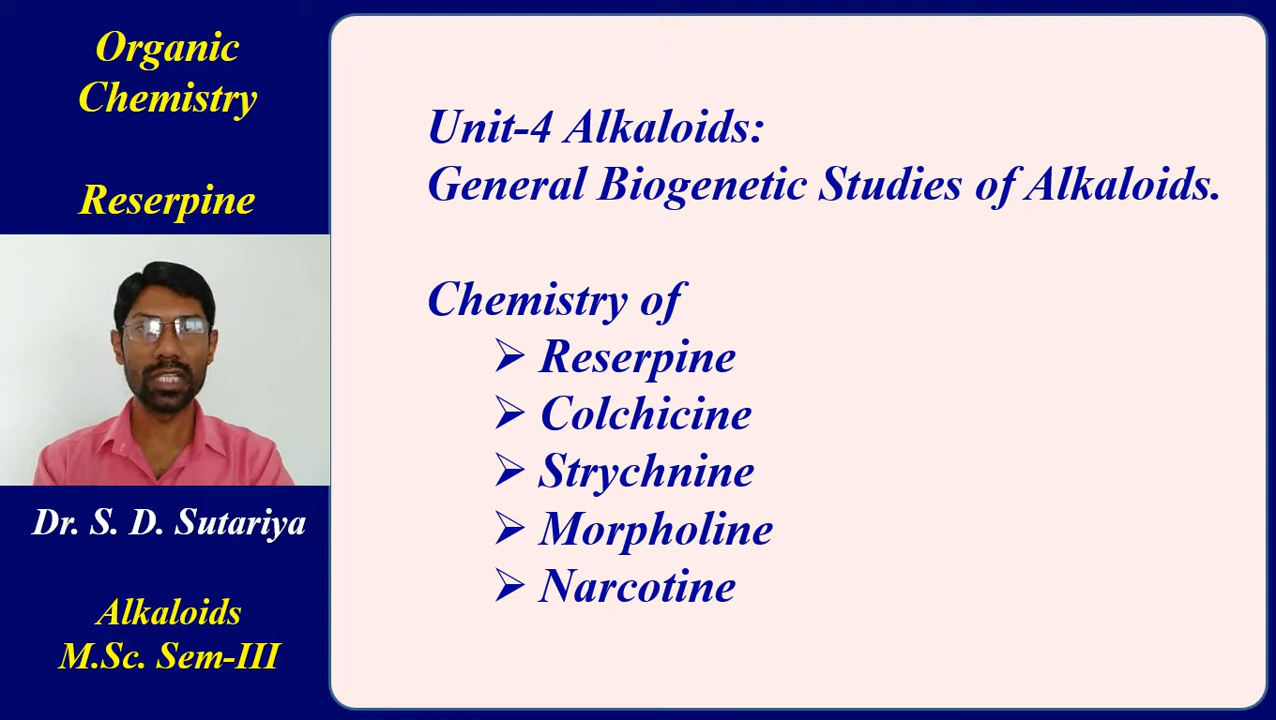 Organic
Chemistry
Reserpine
Dr. S. D. Sutariya
Alkaloids
M.Sc. Sem-III
Unit-4 Alkaloids:
General Biogenetic Studies of Alkaloids.
Chemistry of
➢ Reserpine
➢ Colchicine
➢ Strychnine
➢ Morpholine
➢ Narcotine